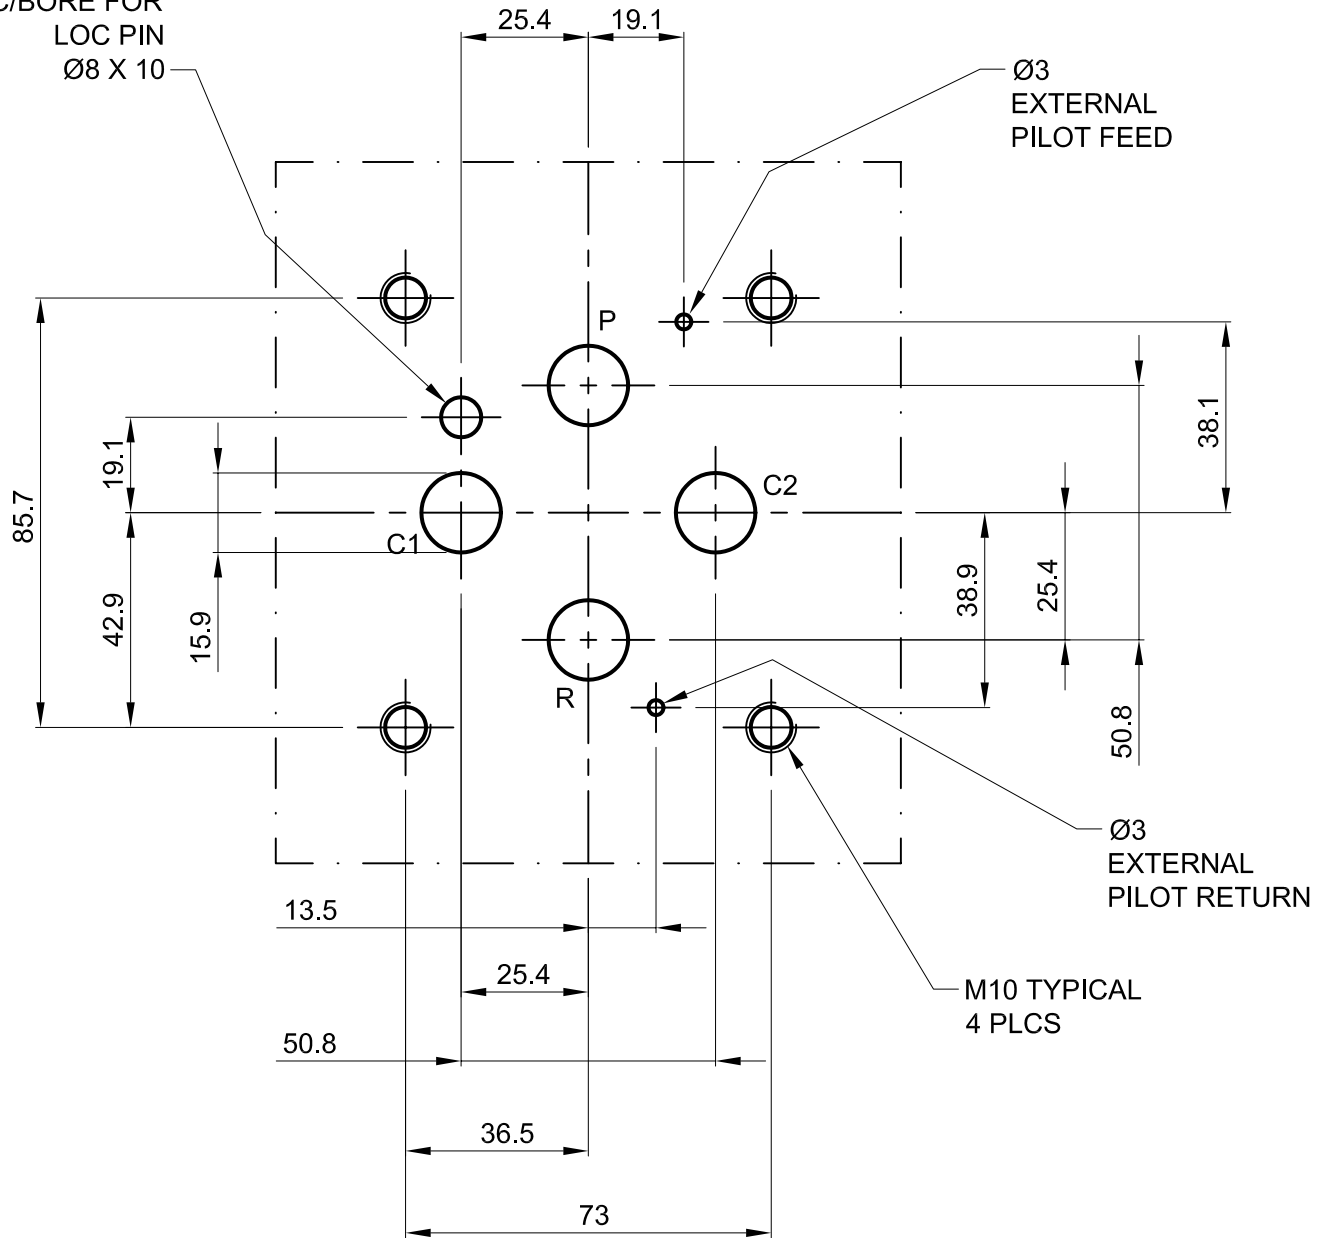 C/BORE FOR
LOC PIN
Ø8 X 10
25.4
19.1
Ø3
EXTERNAL
PILOT FEED
P
38.1
19.1
85.7
C2
C1
42.9
15.9
38.9
25.4
R
50.8
Ø3
EXTERNAL
PILOT RETURN
13.5
25.4
M10 TYPICAL
4 PLCS
50.8
36.5
73